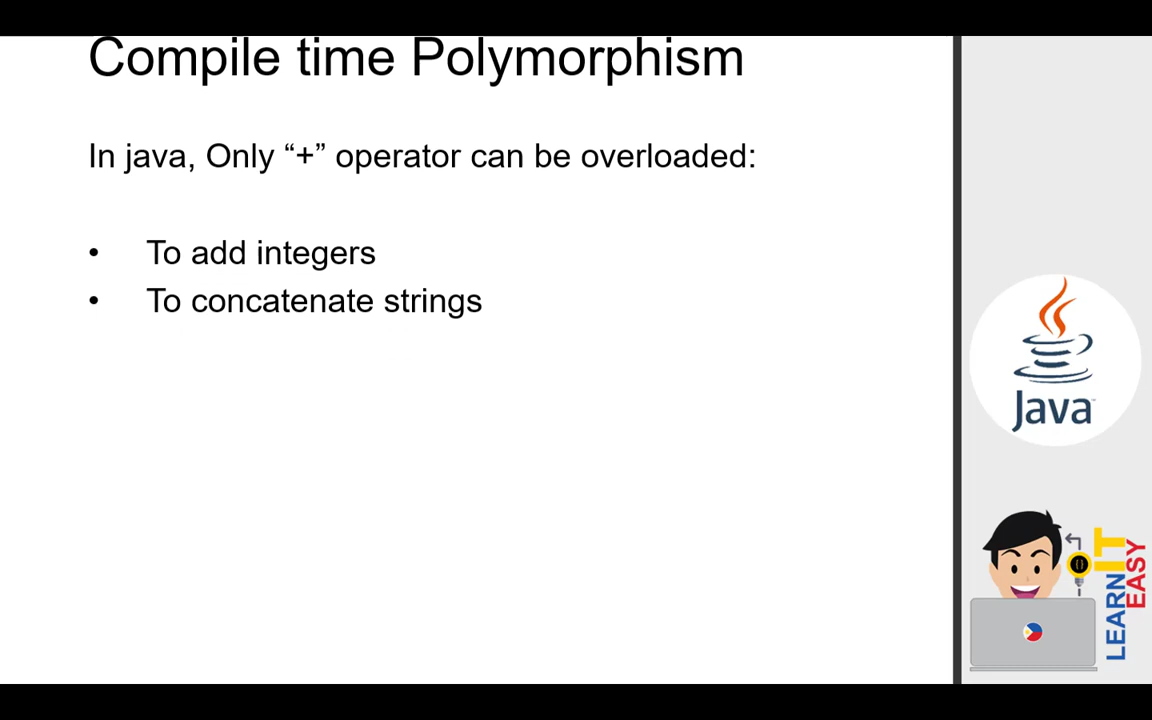 Compile time Polymorphism
In java, Only “+” operator can be overloaded:
• To add integers
• To concatenate strings
Java
LEARN IT
EASY